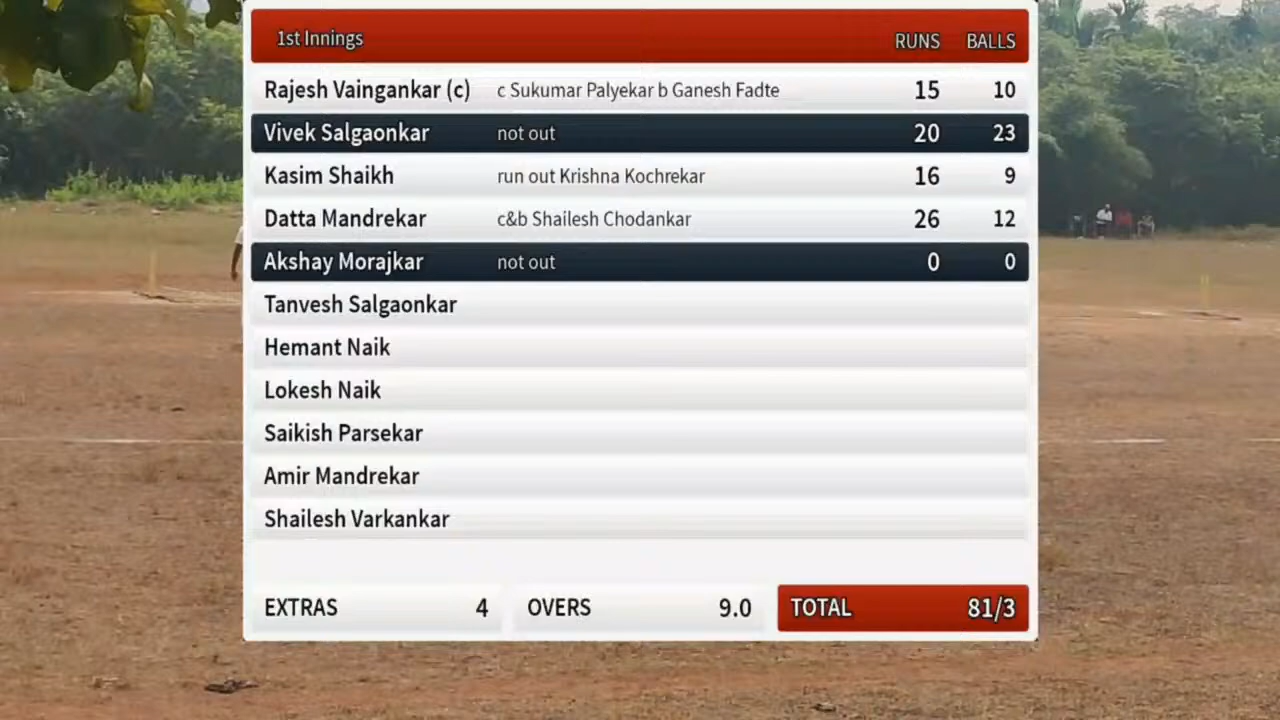 1st Innings RUNS BALLS
Rajesh Vaingankar (c) c Sukumar Palyekar b Ganesh Fadte 15 10
Vivek Salgaonkar not out 20 23
Kasim Shaikh run out Krishna Kochrekar 16 9
Datta Mandrekar c&b Shailesh Chodankar 26 12
Akshay Morajkar not out 0 0
Tanvesh Salgaonkar
Hemant Naik
Lokesh Naik
Saikish Parsekar
Amir Mandrekar
Shailesh Varkankar
EXTRAS 4 OVERS 9.0 TOTAL 81/3